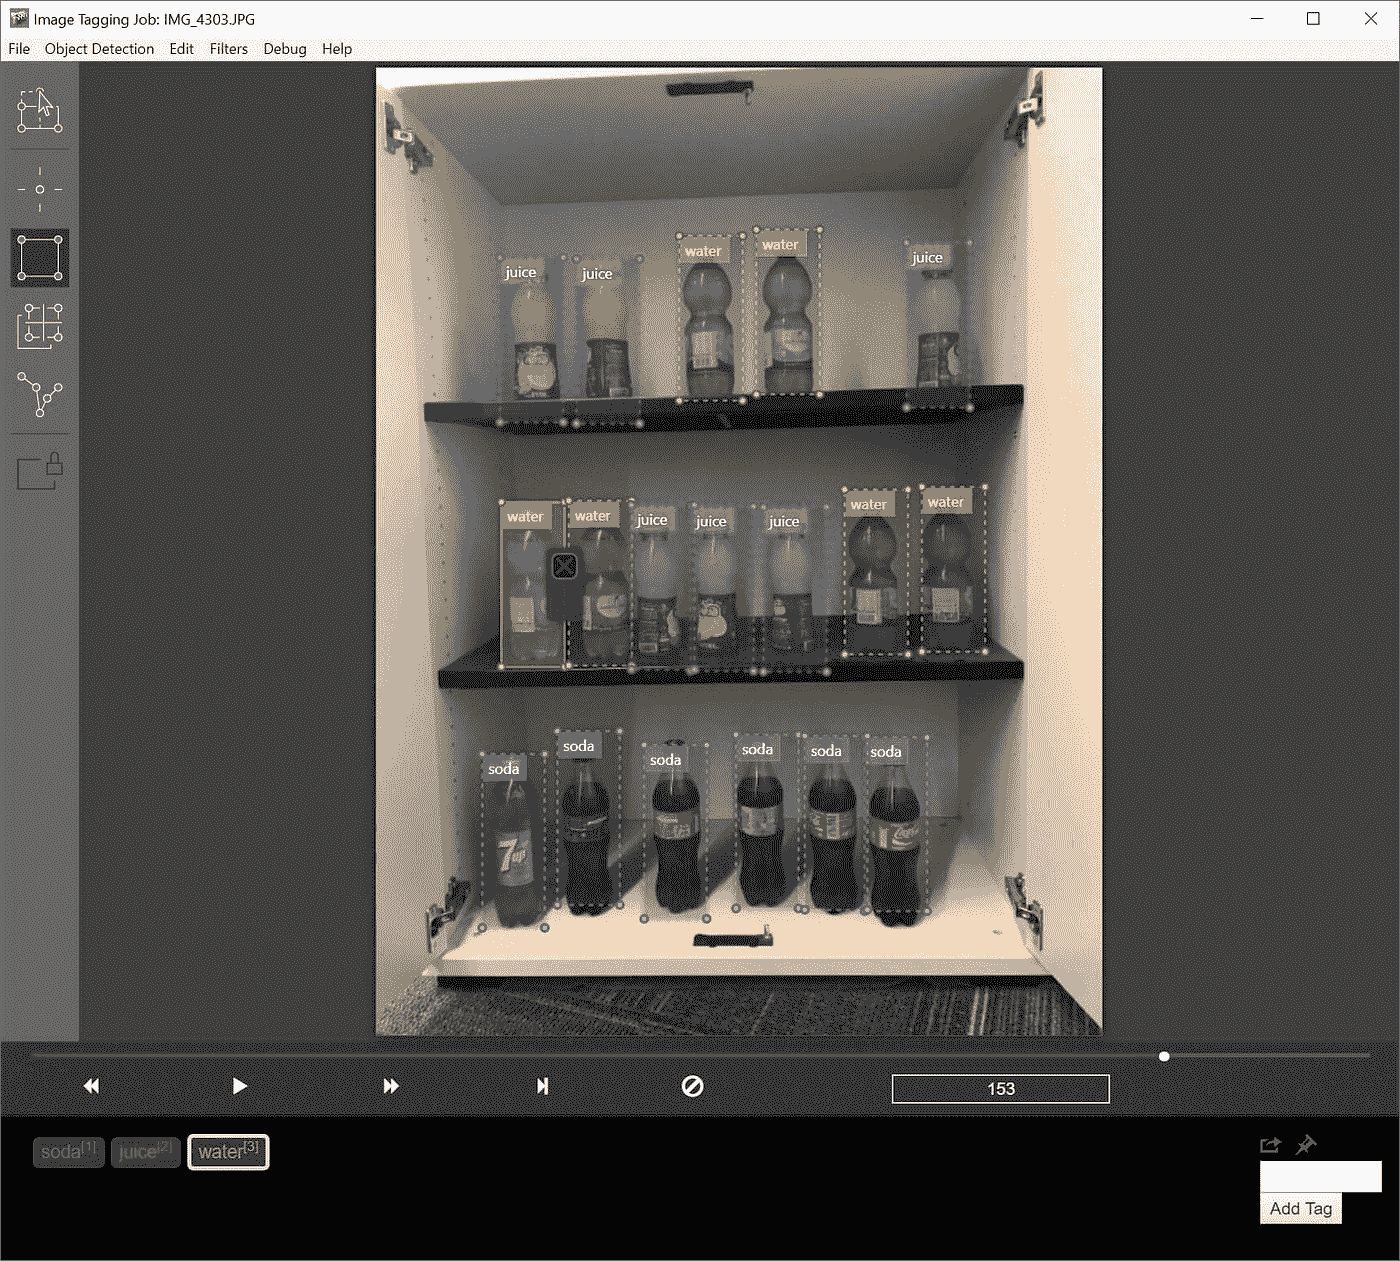 Image Tagging Job: IMG_4303.JPG
File Object Detection Edit Filters Debug Help
water water
juice juice juice
water water juice juice juice water water
soda soda soda soda soda soda
7up
153
soda[1] juice[2] water[3]
Add Tag